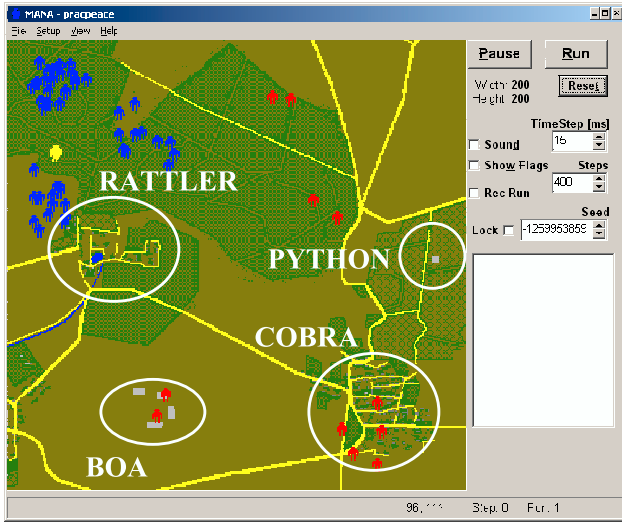 MANA - pracpeace
File Setup View Help
Pause Run
Width: 200
Height: 200
Reset
TimeStep [ms]
Sound
Show Flags
Steps
400
Rec Run
Seed
Lock
-1259953859
RATTLER
PYTHON
COBRA
BOA
Step: 0 Run: 1